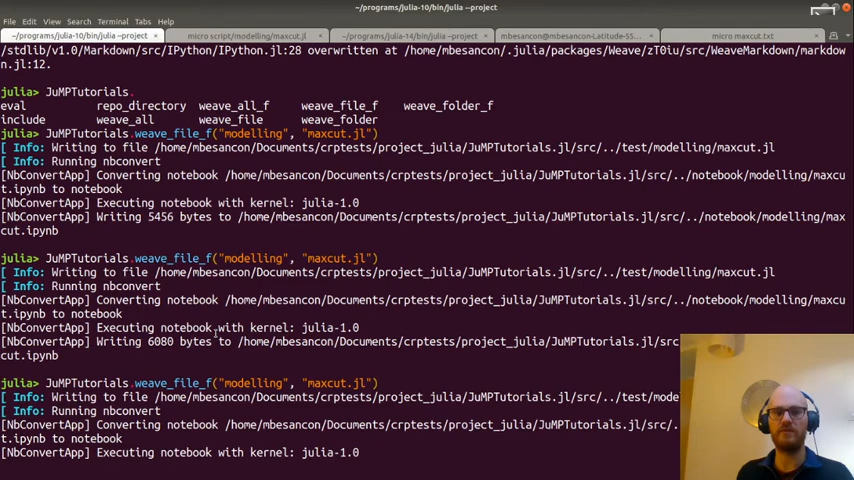 ~/programs/julia-10/bin/julia --project
File Edit View Search Terminal Tabs Help
~/programs/julia-10/bin/julia --project × micro script/modelling/maxcut.jl × ~/programs/julia-14/bin/julia --project × mbesancon@mbesancon-Latitude-55... × micro maxcut.txt ×
/stdlib/v1.0/Markdown/src/IPython/IPython.jl:28 overwritten at /home/mbesancon/.julia/packages/Weave/zT0iu/src/WeaveMarkdown/markdow
n.jl:12.
julia> JuMPTutorials.
eval repo_directory weave_all_f weave_file_f weave_folder_f
include weave_all weave_file weave_folder
julia> JuMPTutorials.weave_file_f("modelling", "maxcut.jl")
[ Info: Writing to file /home/mbesancon/Documents/crptests/project_julia/JuMPTutorials.jl/src/../test/modelling/maxcut.jl
[ Info: Running nbconvert
[NbConvertApp] Converting notebook /home/mbesancon/Documents/crptests/project_julia/JuMPTutorials.jl/src/../notebook/modelling/maxcu
t.ipynb to notebook
[NbConvertApp] Executing notebook with kernel: julia-1.0
[NbConvertApp] Writing 5456 bytes to /home/mbesancon/Documents/crptests/project_julia/JuMPTutorials.jl/src/../notebook/modelling/max
cut.ipynb
julia> JuMPTutorials.weave_file_f("modelling", "maxcut.jl")
[ Info: Writing to file /home/mbesancon/Documents/crptests/project_julia/JuMPTutorials.jl/src/../test/modelling/maxcut.jl
[ Info: Running nbconvert
[NbConvertApp] Converting notebook /home/mbesancon/Documents/crptests/project_julia/JuMPTutorials.jl/src/../notebook/modelling/maxcu
t.ipynb to notebook
[NbConvertApp] Executing notebook with kernel: julia-1.0
[NbConvertApp] Writing 6080 bytes to /home/mbesancon/Documents/crptests/project_julia/JuMPTutorials.jl/src
cut.ipynb
julia> JuMPTutorials.weave_file_f("modelling", "maxcut.jl")
[ Info: Writing to file /home/mbesancon/Documents/crptests/project_julia/JuMPTutorials.jl/src/../test/mode
[ Info: Running nbconvert
[NbConvertApp] Converting notebook /home/mbesancon/Documents/crptests/project_julia/JuMPTutorials.jl/src/.
t.ipynb to notebook
[NbConvertApp] Executing notebook with kernel: julia-1.0